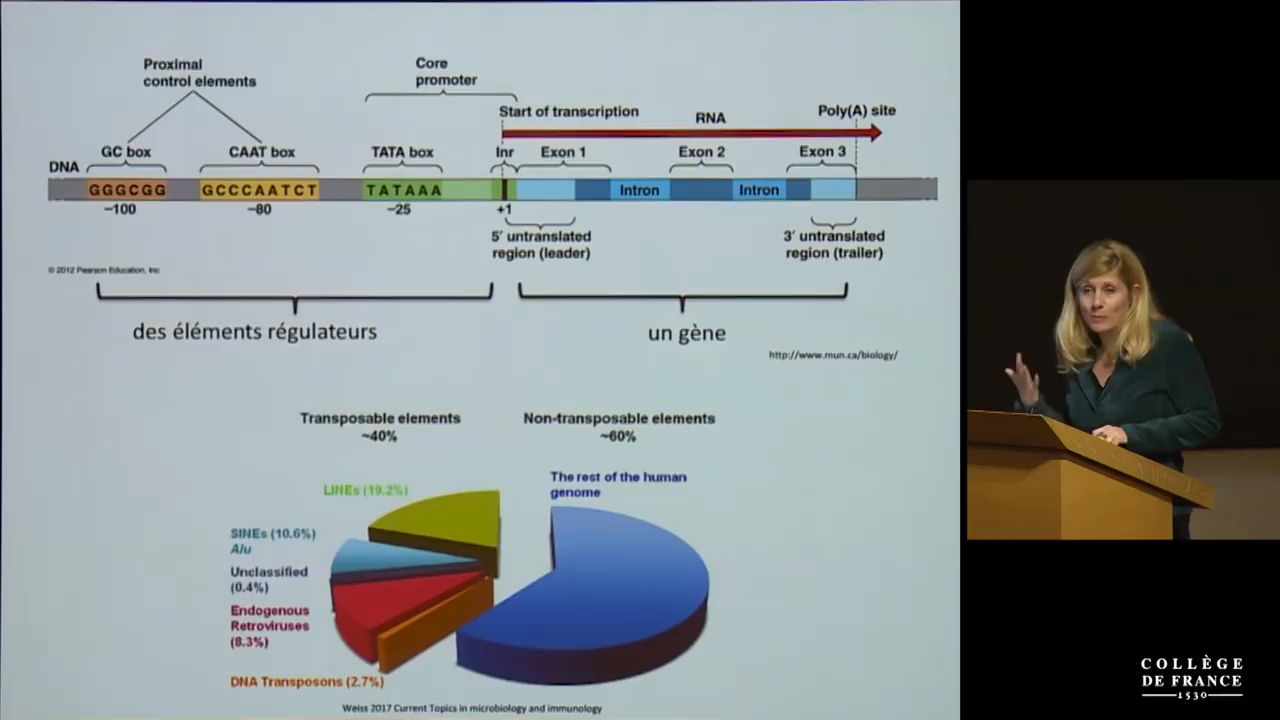 Proximal
control elements
Core
promoter
Start of transcription
RNA
Poly(A) site
DNA
GC box
CAAT box
TATA box
Inr
Exon 1
Exon 2
Exon 3
GGGCGG
GCCCAATCT
TATAAA
Intron
Intron
−100
−80
−25
+1
5′ untranslated
region (leader)
3′ untranslated
region (trailer)
© 2012 Pearson Education, Inc.
des éléments régulateurs
un gène
http://www.mun.ca/biology/
Transposable elements
~40%
Non-transposable elements
~60%
LINEs (19.2%)
The rest of the human
genome
SINEs (10.6%)
Alu
Unclassified
(0.4%)
Endogenous
Retroviruses
(8.3%)
DNA Transposons (2.7%)
Weiss 2017 Current Topics in microbiology and immunology
COLLÈGE
DE FRANCE
1530